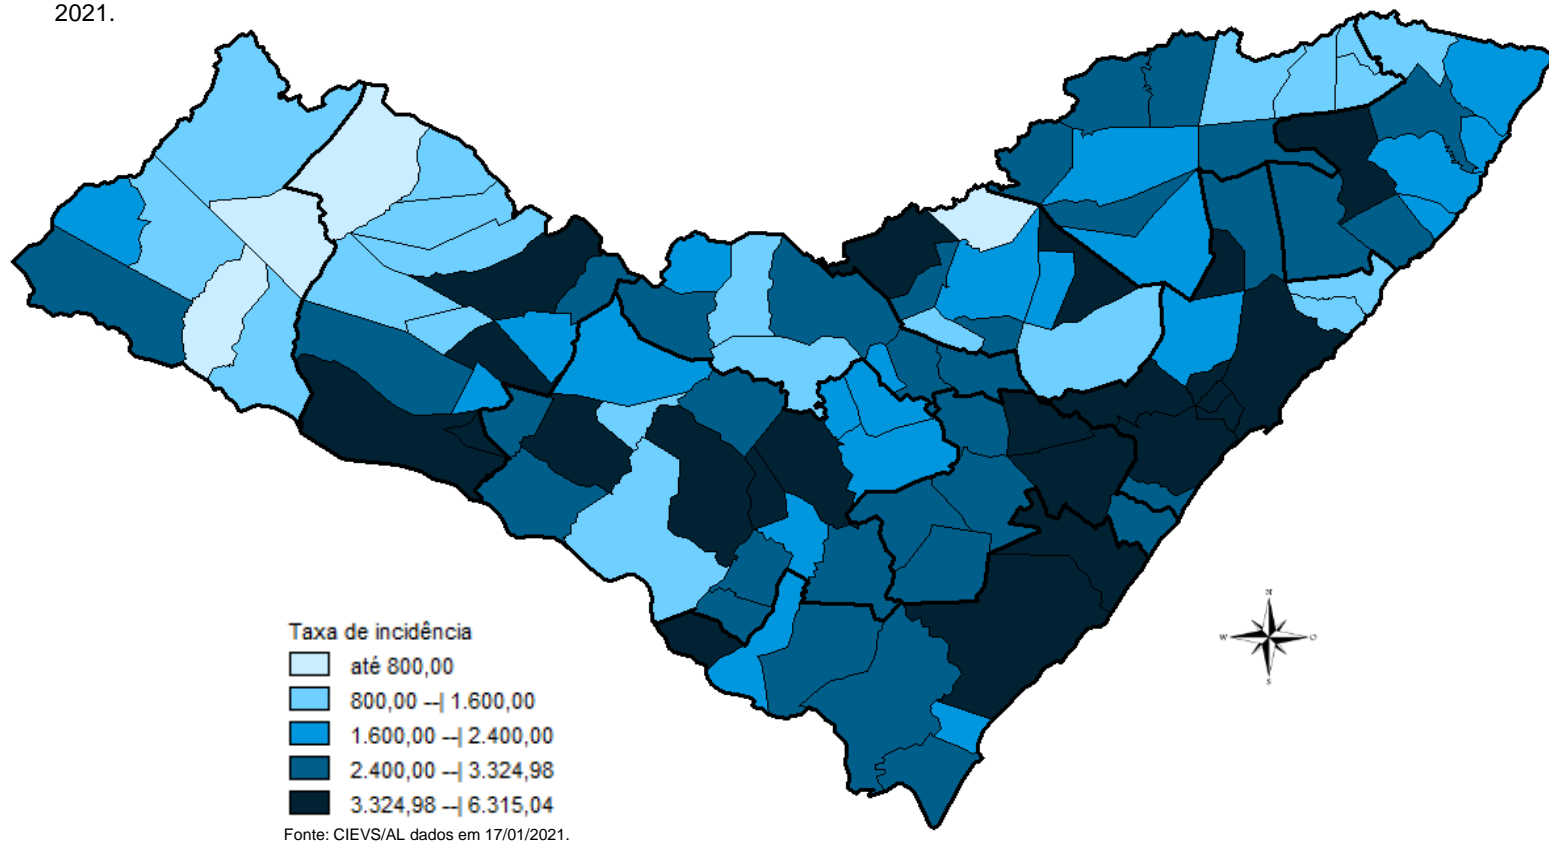 2021.
N
W
O
S
Taxa de incidência
até 800,00
800,00 --| 1.600,00
1.600,00 --| 2.400,00
2.400,00 --| 3.324,98
3.324,98 --| 6.315,04
Fonte: CIEVS/AL dados em 17/01/2021.